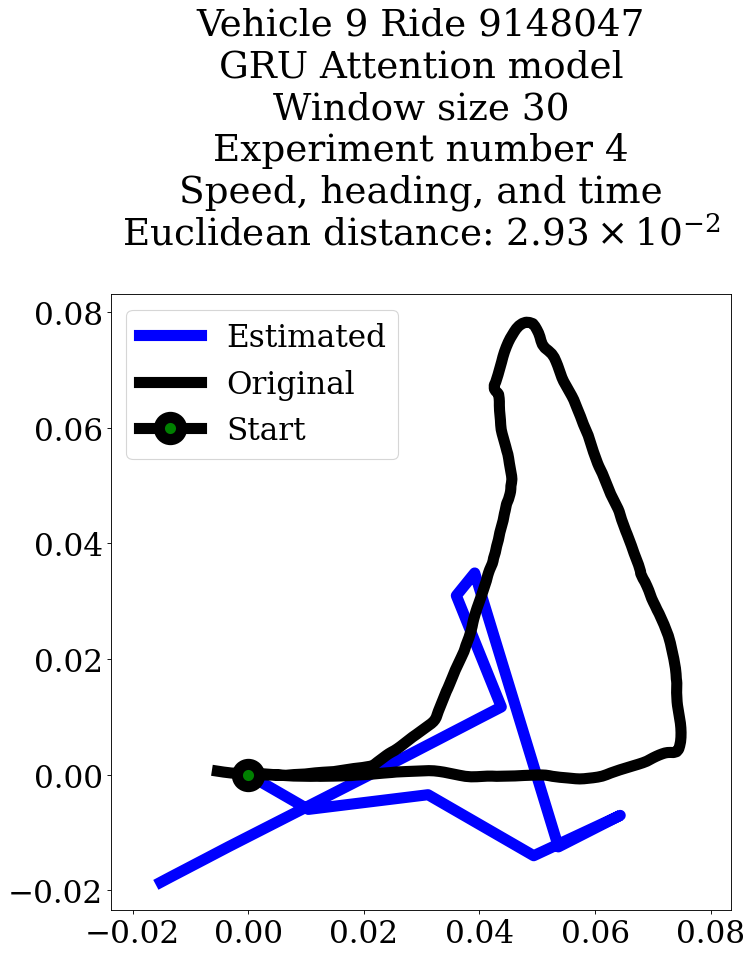 Vehicle 9 Ride 9148047
GRU Attention model
Window size 30
Experiment number 4
Speed, heading, and time
Euclidean distance: 2.93 × 10⁻²
Estimated
Original
Start
0.08
0.06
0.04
0.02
0.00
−0.02
−0.02 0.00 0.02 0.04 0.06 0.08